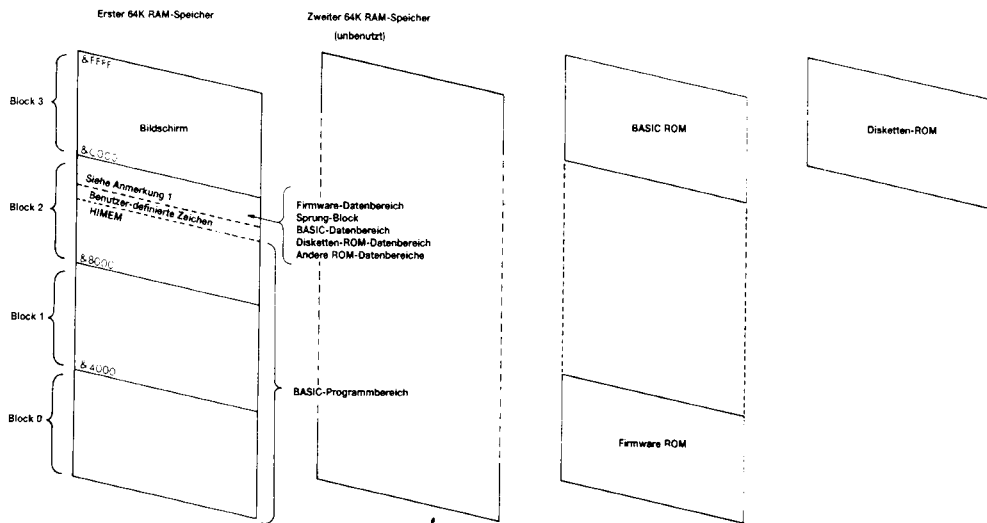 Erster 64K RAM-Speicher
Zweiter 64K RAM-Speicher
(unbenutzt)
Block 3
&FFFF
Bildschirm
&C000
BASIC ROM
Disketten-ROM
Block 2
Siehe Anmerkung 1
Benutzer-definierte Zeichen
HIMEM
&8000
Firmware-Datenbereich
Sprung-Block
BASIC-Datenbereich
Disketten-ROM-Datenbereich
Andere ROM-Datenbereiche
Block 1
&4000
BASIC-Programmbereich
Block 0
Firmware ROM